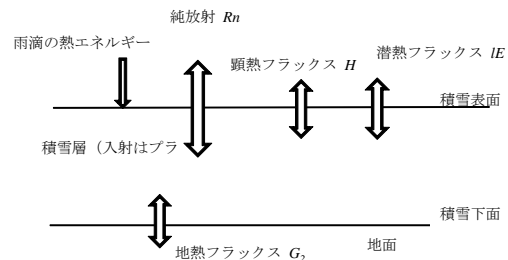 純放射 Rn
雨滴の熱エネルギー
顕熱フラックス H
潜熱フラックス lE
積雪表面
積雪層（入射はプラ
積雪下面
地熱フラックス G₂
地面